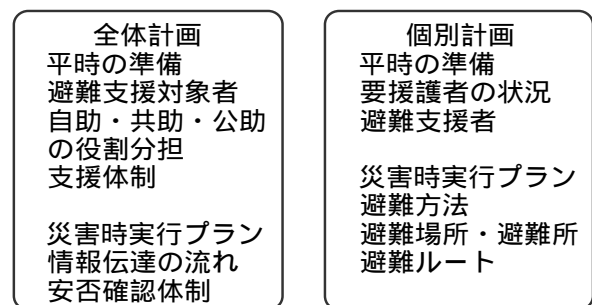 全体計画
平時の準備
避難支援対象者
自助・共助・公助
の役割分担
支援体制
災害時実行プラン
情報伝達の流れ
安否確認体制
個別計画
平時の準備
要援護者の状況
避難支援者
災害時実行プラン
避難方法
避難場所・避難所
避難ルート